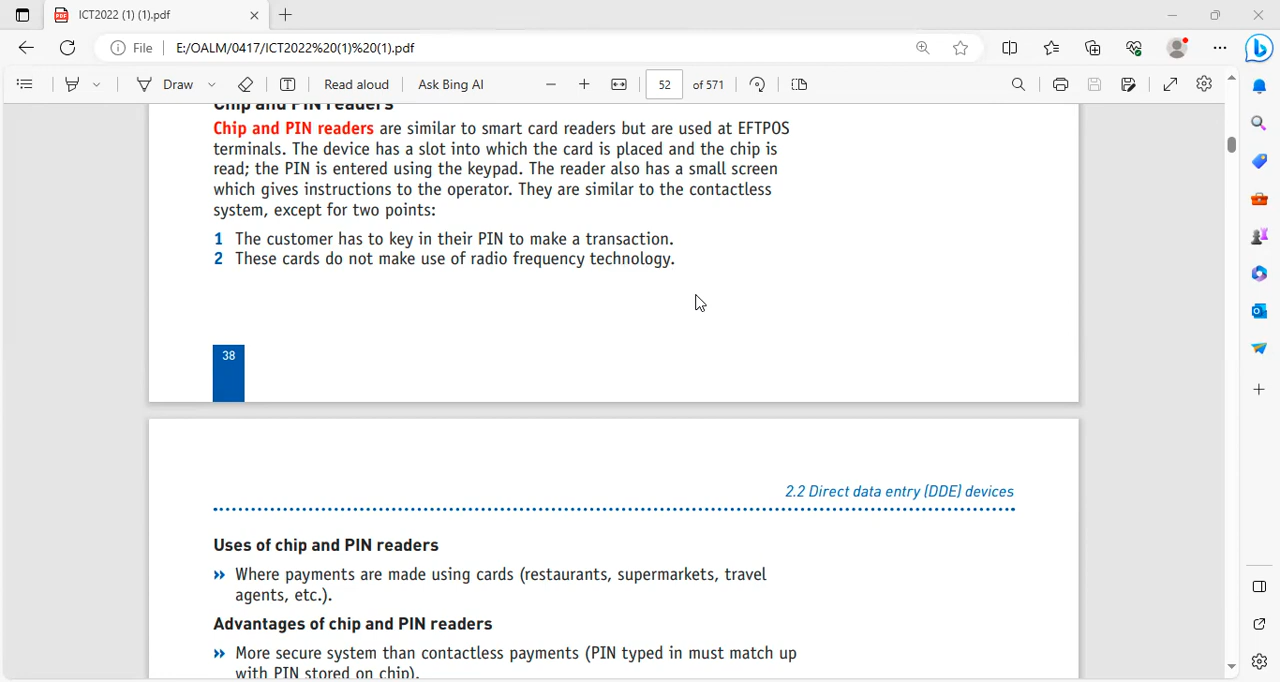 ICT2022 (1) (1).pdf
File
E:/OALM/0417/ICT2022%20(1)%20(1).pdf
Draw
Read aloud
Ask Bing AI
52
of 571
Chip and PIN readers
Chip and PIN readers are similar to smart card readers but are used at EFTPOS
terminals. The device has a slot into which the card is placed and the chip is
read; the PIN is entered using the keypad. The reader also has a small screen
which gives instructions to the operator. They are similar to the contactless
system, except for two points:
1 The customer has to key in their PIN to make a transaction.
2 These cards do not make use of radio frequency technology.
38
2.2 Direct data entry (DDE) devices
Uses of chip and PIN readers
» Where payments are made using cards (restaurants, supermarkets, travel
agents, etc.).
Advantages of chip and PIN readers
» More secure system than contactless payments (PIN typed in must match up
with PIN stored on chip).